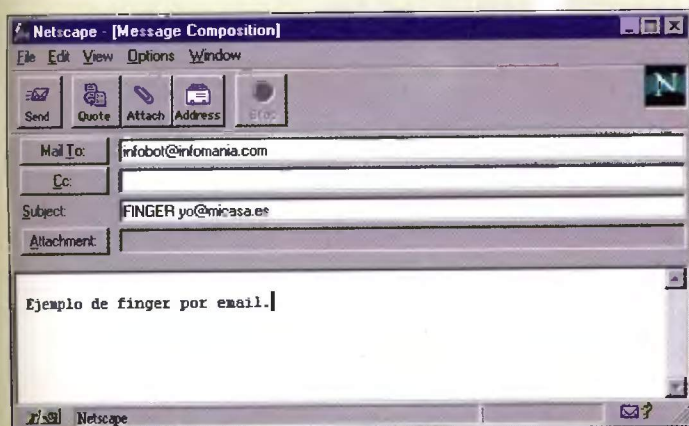 Netscape - [Message Composition]
File Edit View Options Window
Send Quote Attach Address Stop
N
Mail To: infobot@infomania.com
Cc:
Subject: FINGER yo@micasa.es
Attachment:
Ejemplo de finger por email.
Netscape